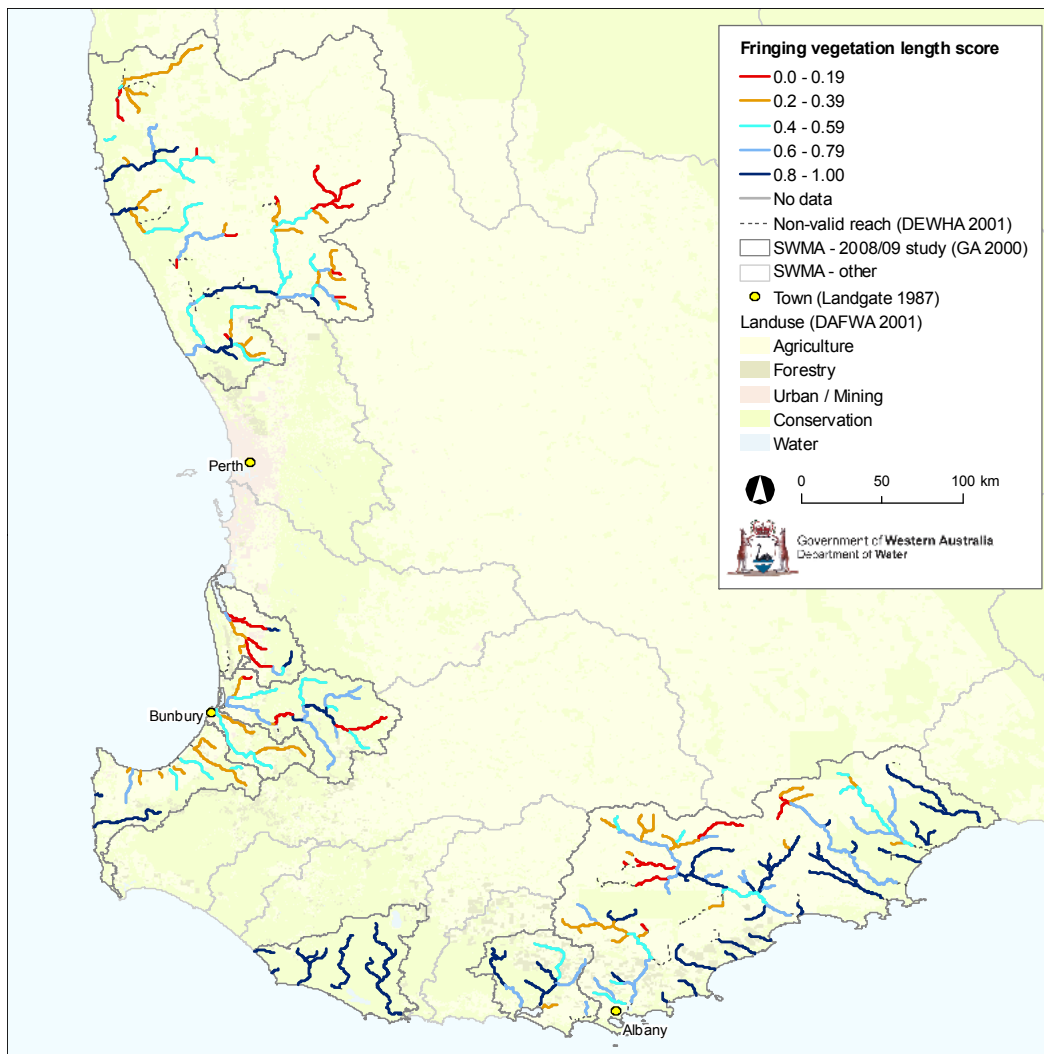 Fringing vegetation length score
0.0 - 0.19
0.2 - 0.39
0.4 - 0.59
0.6 - 0.79
0.8 - 1.00
No data
Non-valid reach (DEWHA 2001)
SWMA - 2008/09 study (GA 2000)
SWMA - other
Town (Landgate 1987)
Landuse (DAFWA 2001)
Agriculture
Forestry
Urban / Mining
Conservation
Water
0 50 100 km
Government of Western Australia
Department of Water
Perth
Bunbury
Albany